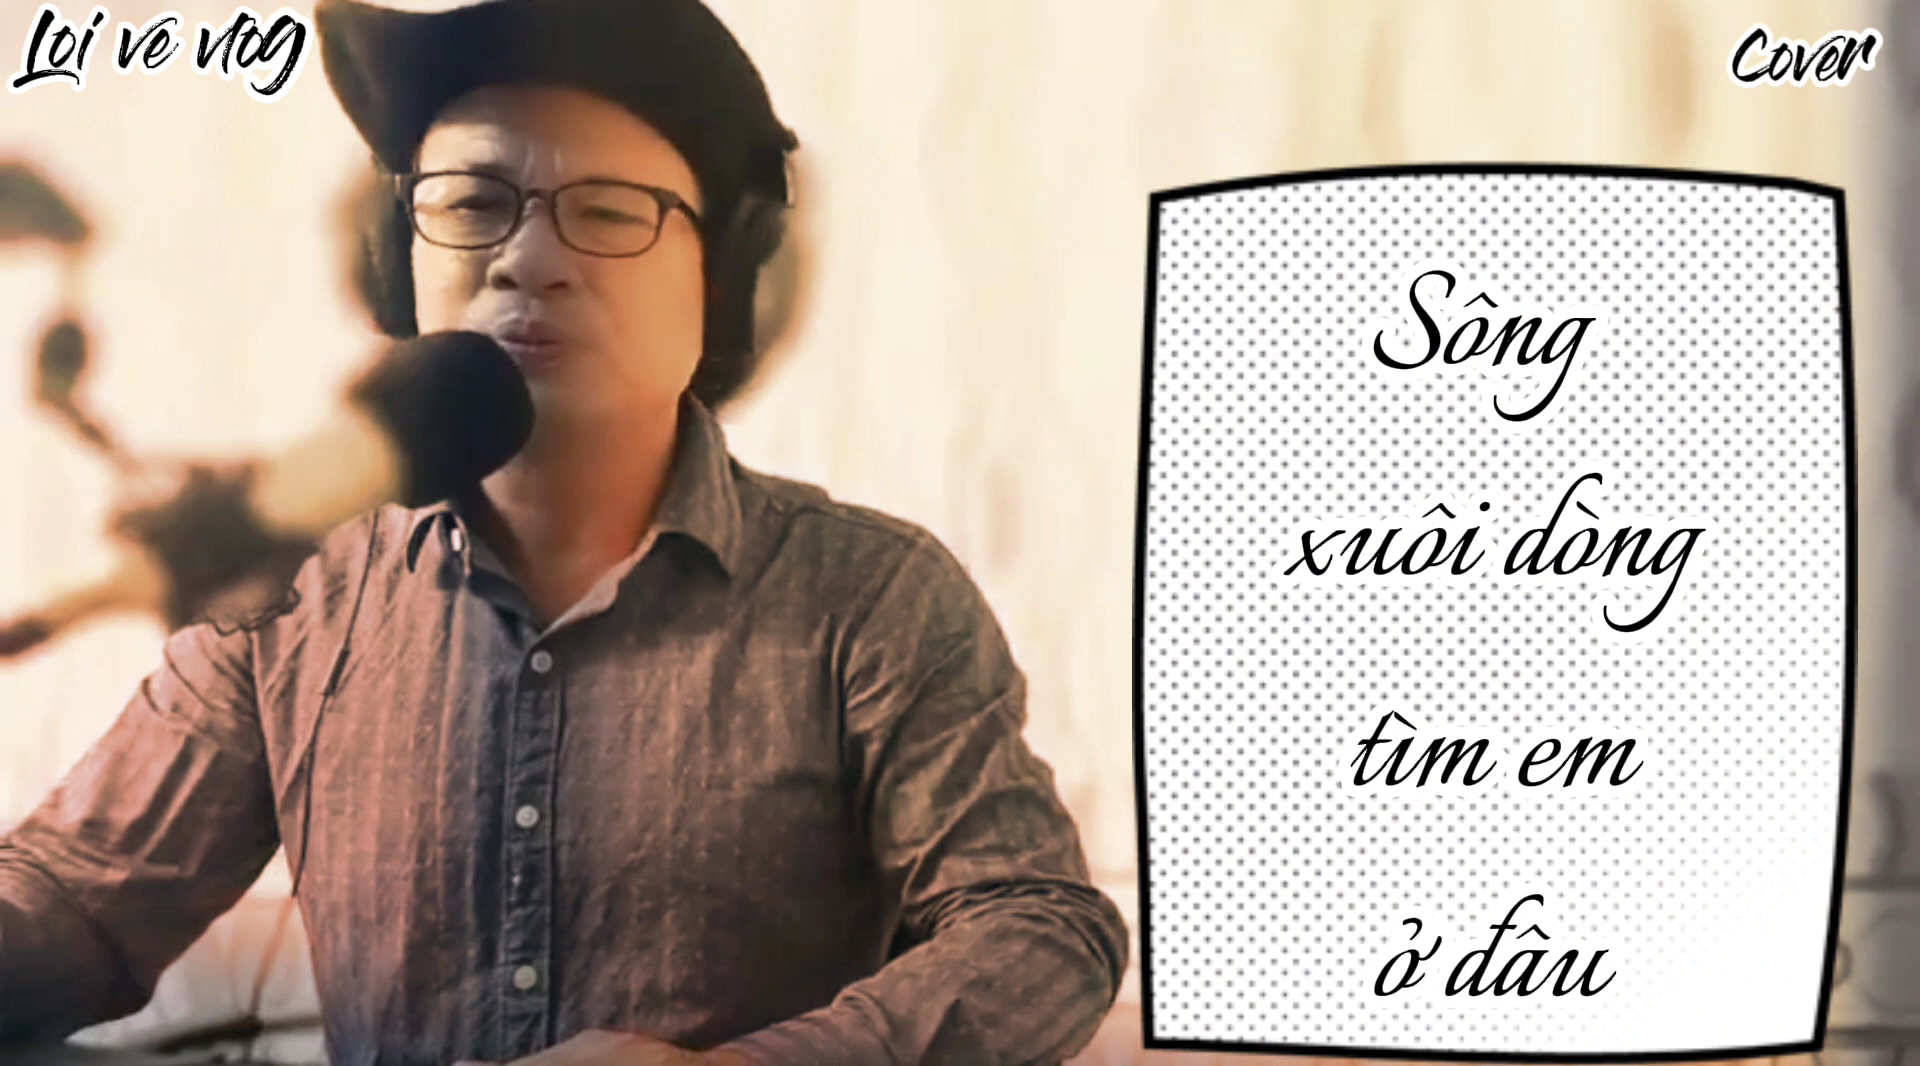 Loi ve vlog
Cover
Sông
xuôi dòng
tìm em
ở đâu